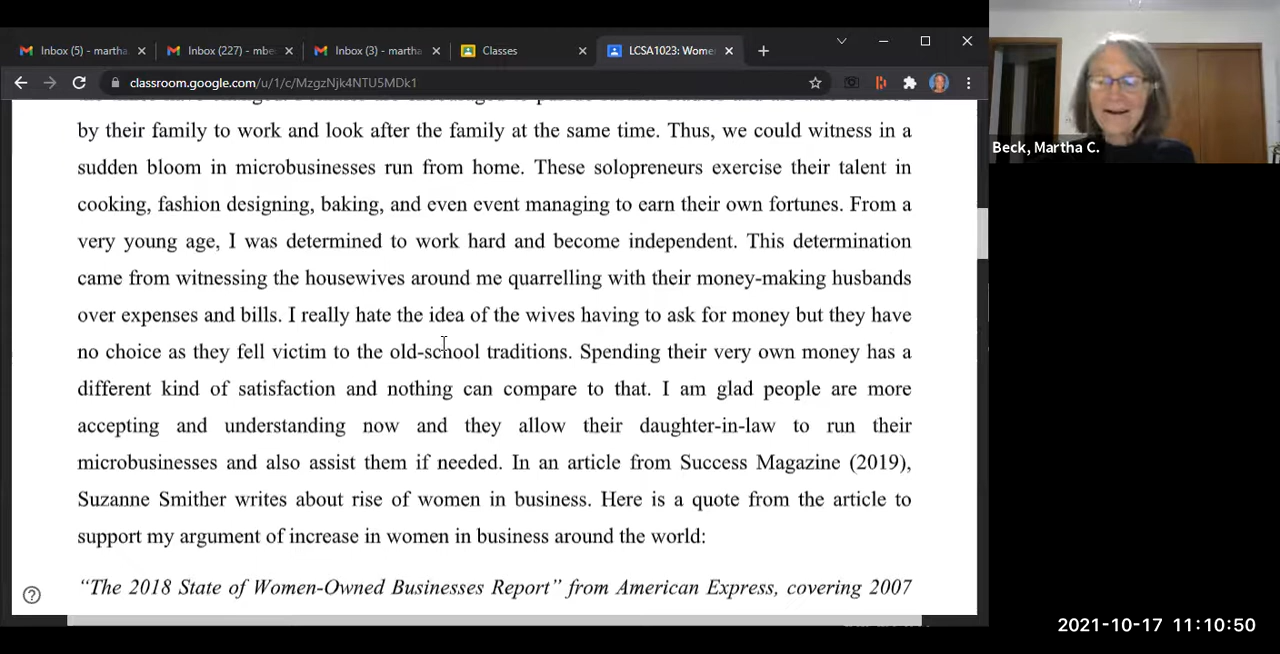 Inbox (5) - martha
Inbox (227) - mbe
Inbox (3) - martha
Classes
LCSA1023: Wome
classroom.google.com/u/1/c/MzgzNjk4NTU5MDk1
by their family to work and look after the family at the same time. Thus, we could witness in a
sudden bloom in microbusinesses run from home. These solopreneurs exercise their talent in
cooking, fashion designing, baking, and even event managing to earn their own fortunes. From a
very young age, I was determined to work hard and become independent. This determination
came from witnessing the housewives around me quarrelling with their money-making husbands
over expenses and bills. I really hate the idea of the wives having to ask for money but they have
no choice as they fell victim to the old-school traditions. Spending their very own money has a
different kind of satisfaction and nothing can compare to that. I am glad people are more
accepting and understanding now and they allow their daughter-in-law to run their
microbusinesses and also assist them if needed. In an article from Success Magazine (2019),
Suzanne Smither writes about rise of women in business. Here is a quote from the article to
support my argument of increase in women in business around the world:
“The 2018 State of Women-Owned Businesses Report” from American Express, covering 2007
Beck, Martha C.
2021-10-17 11:10:50